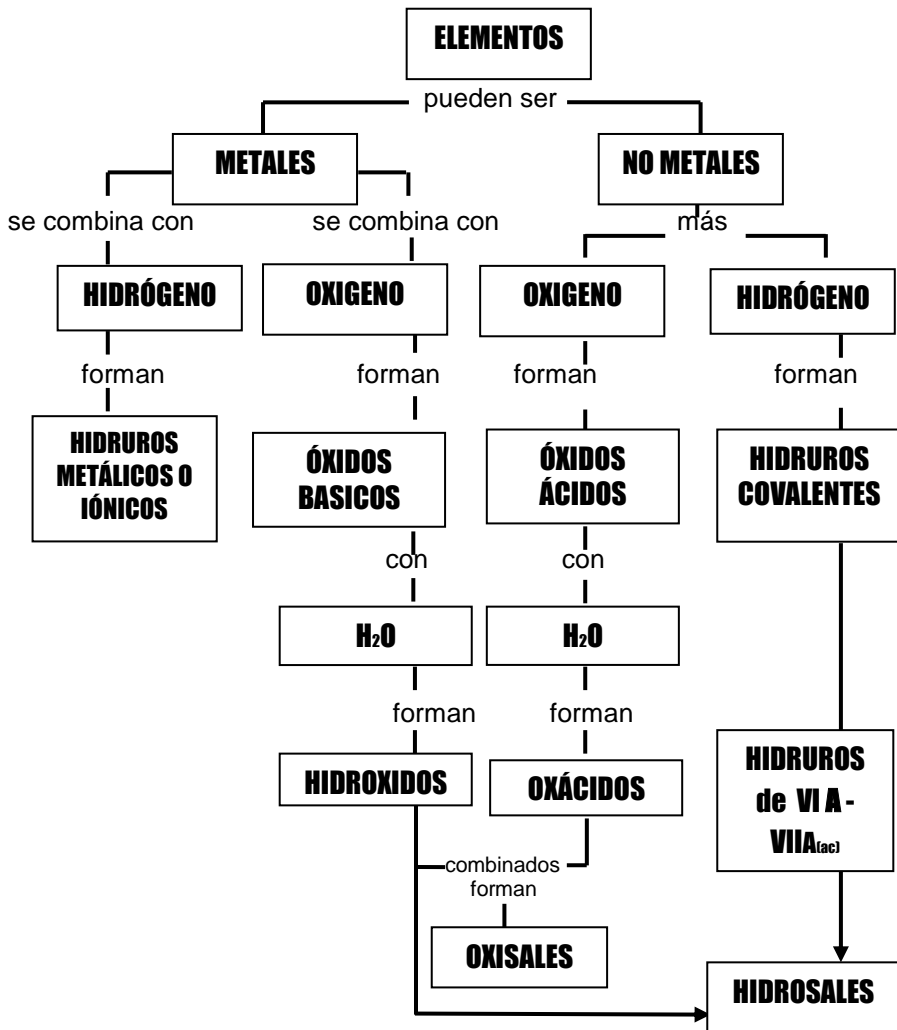 ELEMENTOS
pueden ser
METALES
NO METALES
se combina con
se combina con
más
HIDRÓGENO
OXIGENO
OXIGENO
HIDRÓGENO
forman
forman
forman
forman
HIDRUROS
METÁLICOS O
IÓNICOS
ÓXIDOS
BASICOS
ÓXIDOS
ÁCIDOS
HIDRUROS
COVALENTES
con
con
H₂O
H₂O
forman
forman
HIDROXIDOS
OXÁCIDOS
HIDRUROS
de VI A -
VIIA(ac)
combinados
forman
OXISALES
HIDROSALES